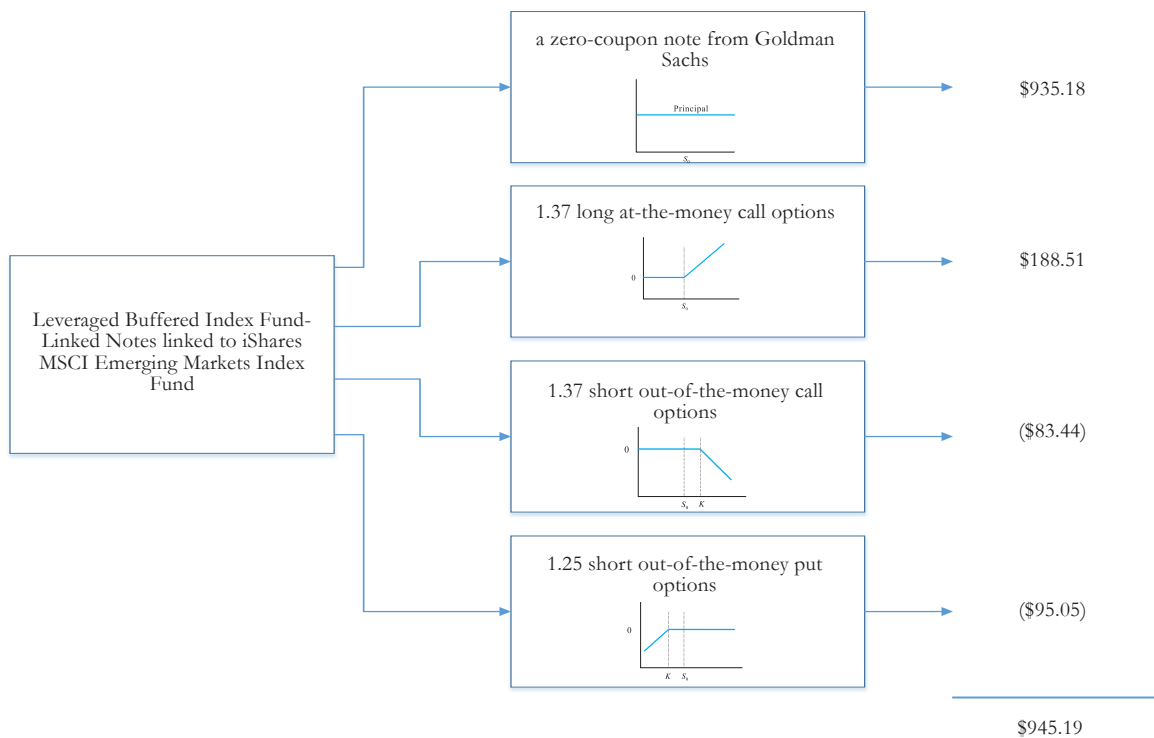 a zero-coupon note from Goldman
Sachs
Principal
S₀
$935.18
1.37 long at-the-money call options
0
S₀
$188.51
Leveraged Buffered Index Fund-
Linked Notes linked to iShares
MSCI Emerging Markets Index
Fund
1.37 short out-of-the-money call
options
0
S₀ K
($83.44)
1.25 short out-of-the-money put
options
0
K S₀
($95.05)
$945.19